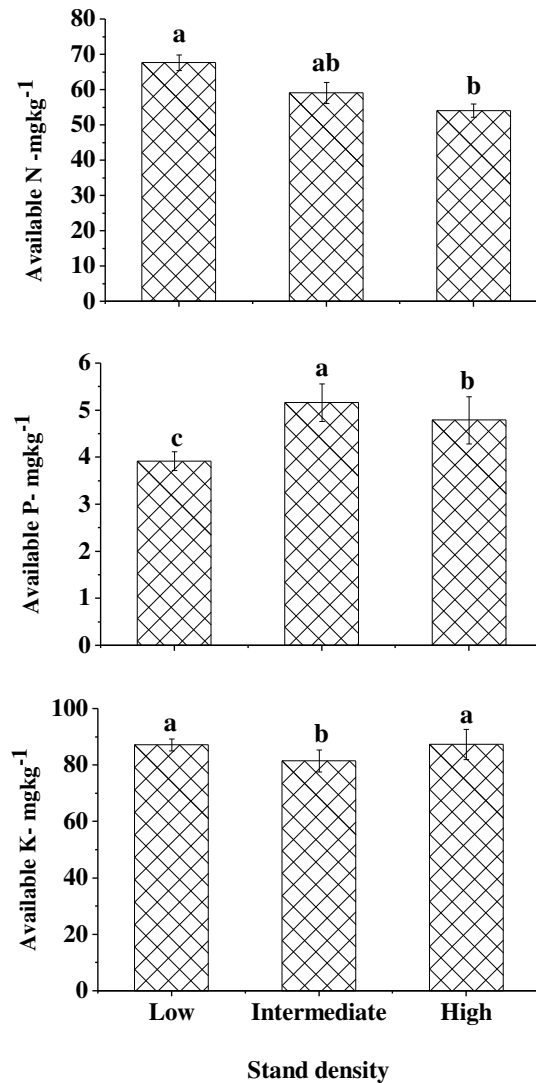 80
70
60
50
40
30
20
10
0
Available N -mgkg-1
a
ab
b
6
5
4
3
2
1
0
Available P- mgkg-1
c
a
b
100
80
60
40
20
0
Available K- mgkg-1
a
b
a
Low Intermediate High
Stand density